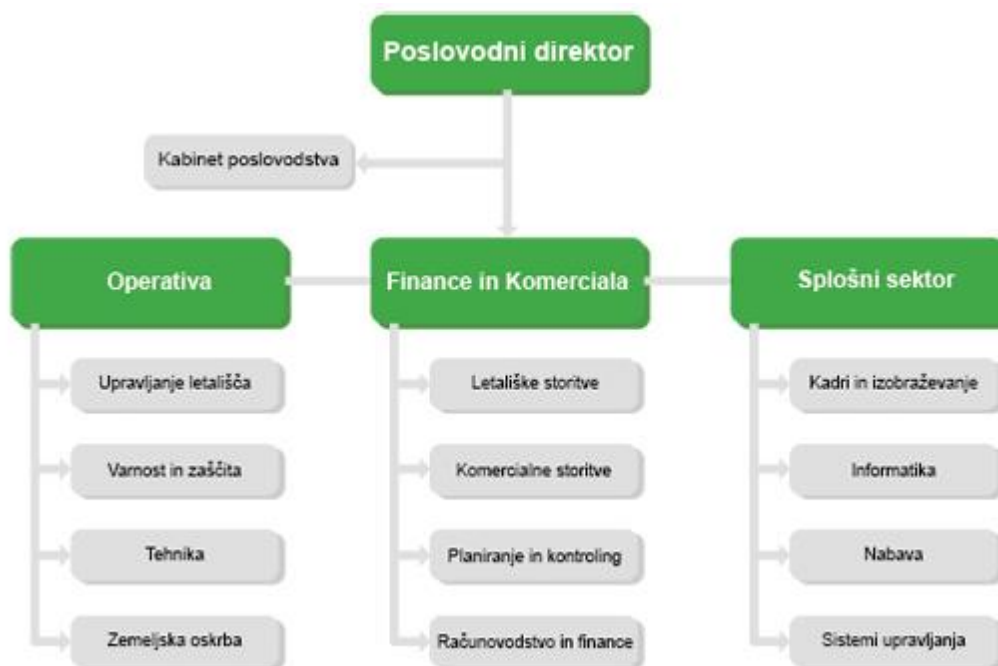 Poslovodni direktor
Kabinet poslovodstva
Operativa
Finance in Komerciala
Splošni sektor
Upravljanje letališča
Letališke storitve
Kadri in izobraževanje
Varnost in zaščita
Komercialne storitve
Informatika
Tehnika
Planiranje in kontroling
Nabava
Zemeljska oskrba
Računovodstvo in finance
Sistemi upravljanja